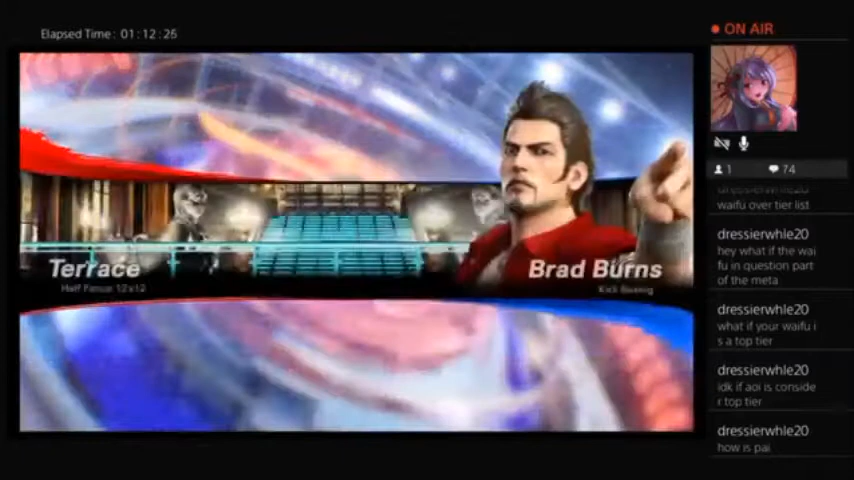 Elapsed Time: 01:12:26
ON AIR
1
74
Terrace
Half Fence 12x12
Brad Burns
Kick Boxing
dressierwhle20
waifu over tier list
dressierwhle20
hey what if the wai
fu in question part
of the meta
dressierwhle20
what if your waifu i
s a top tier
dressierwhle20
idk if aoi is conside
r top tier
dressierwhle20
how is pai